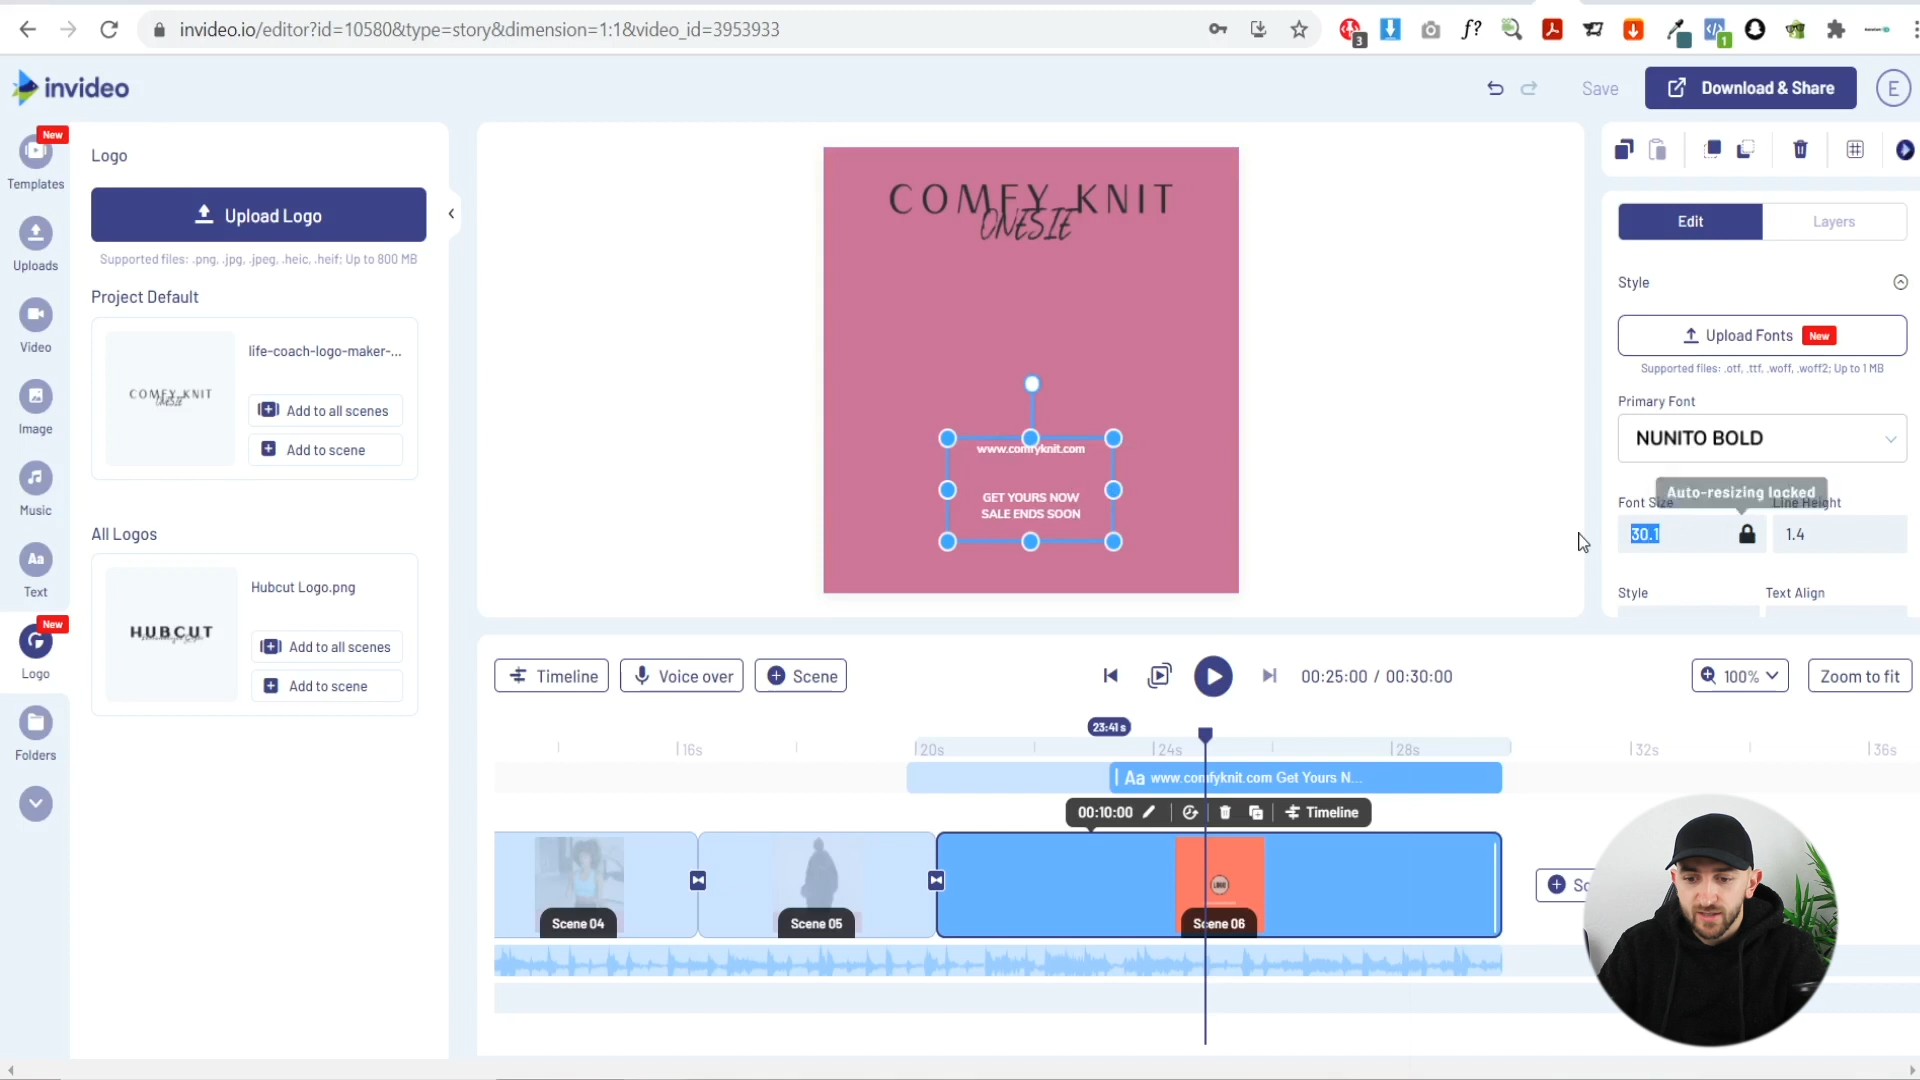 invideo.io/editor?id=10580&type=story&dimension=1:1&video_id=3953933
f?
3
1
invideo
Save
Download & Share
E
New
Templates
Uploads
Video
Image
Music
Aa
Text
New
Logo
Folders
Logo
Upload Logo
Supported files: .png, .jpg, .jpeg, .heic, .heif; Up to 800 MB
Project Default
COMFY KNIT
ONESIE
life-coach-logo-maker-...
Add to all scenes
Add to scene
All Logos
HUBCUT
Hubcut Logo.png
Add to all scenes
Add to scene
COMFY KNIT
ONESIE
www.comfyknit.com
GET YOURS NOW
SALE ENDS SOON
Edit
Layers
Style
Upload Fonts New
Supported files: .otf, .ttf, .woff, .woff2; Up to 1 MB
Primary Font
NUNITO BOLD
Auto-resizing locked
Font Size
Line Height
30.1
1.4
Style
Text Align
Timeline
Voice over
Scene
00:25:00 / 00:30:00
100%
Zoom to fit
23:41 s
16s
20s
24s
28s
32s
36s
Aa www.comfyknit.com Get Yours N...
00:10:00
Timeline
Scene 04
Scene 05
LOGO
Scene 06